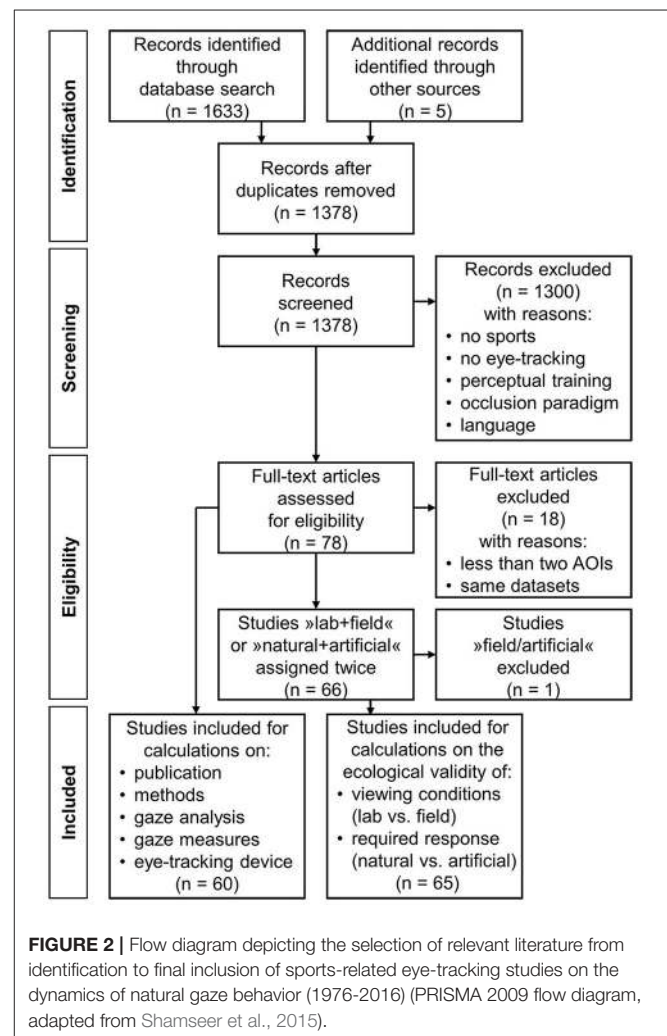 Identification
Records identified
through
database search
(n = 1633)
Additional records
identified through
other sources
(n = 5)
Records after
duplicates removed
(n = 1378)
Screening
Records
screened
(n = 1378)
Records excluded
(n = 1300)
with reasons:
• no sports
• no eye-tracking
• perceptual training
• occlusion paradigm
• language
Eligibility
Full-text articles
assessed
for eligibility
(n = 78)
Full-text articles
excluded
(n = 18)
with reasons:
• less than two AOIs
• same datasets
Studies »lab+field«
or »natural+artificial«
assigned twice
(n = 66)
Studies
»field/artificial«
excluded
(n = 1)
Included
Studies included for
calculations on:
• publication
• methods
• gaze analysis
• gaze measures
• eye-tracking device
(n = 60)
Studies included for
calculations on the
ecological validity of:
• viewing conditions
(lab vs. field)
• required response
(natural vs. artificial)
(n = 65)
FIGURE 2 | Flow diagram depicting the selection of relevant literature from
identification to final inclusion of sports-related eye-tracking studies on the
dynamics of natural gaze behavior (1976-2016) (PRISMA 2009 flow diagram,
adapted from Shamseer et al., 2015).